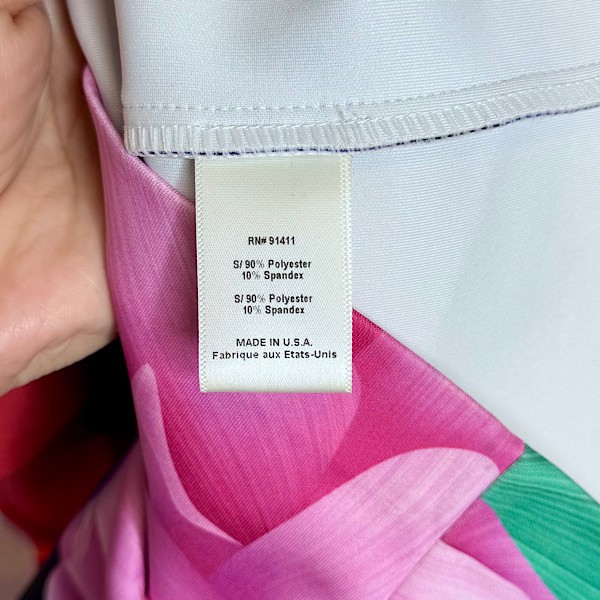 RN# 91411
S/ 90% Polyester
10% Spandex
S/ 90% Polyester
10% Spandex
MADE IN U.S.A.
Fabrique aux Etats-Unis